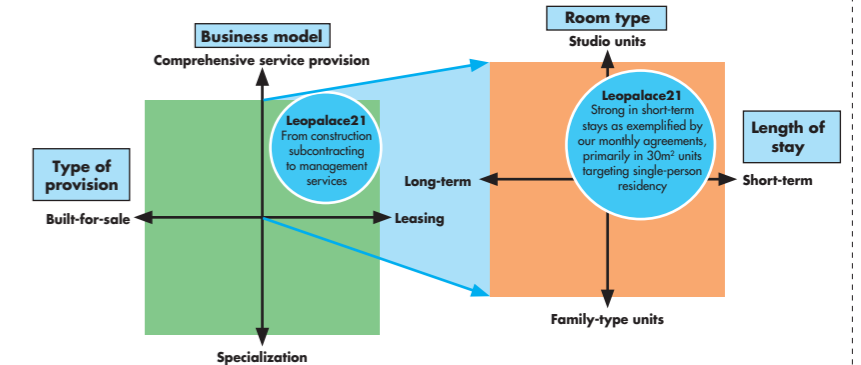 Business model
Comprehensive service provision
Leopalace21
From construction
subcontracting
to management
services
Type of
provision
Built-for-sale
Leasing
Specialization
Room type
Studio units
Leopalace21
Strong in short-term
stays as exemplified by
our monthly agreements,
primarily in 30m² units
targeting single-person
residency
Length of
stay
Long-term
Short-term
Family-type units